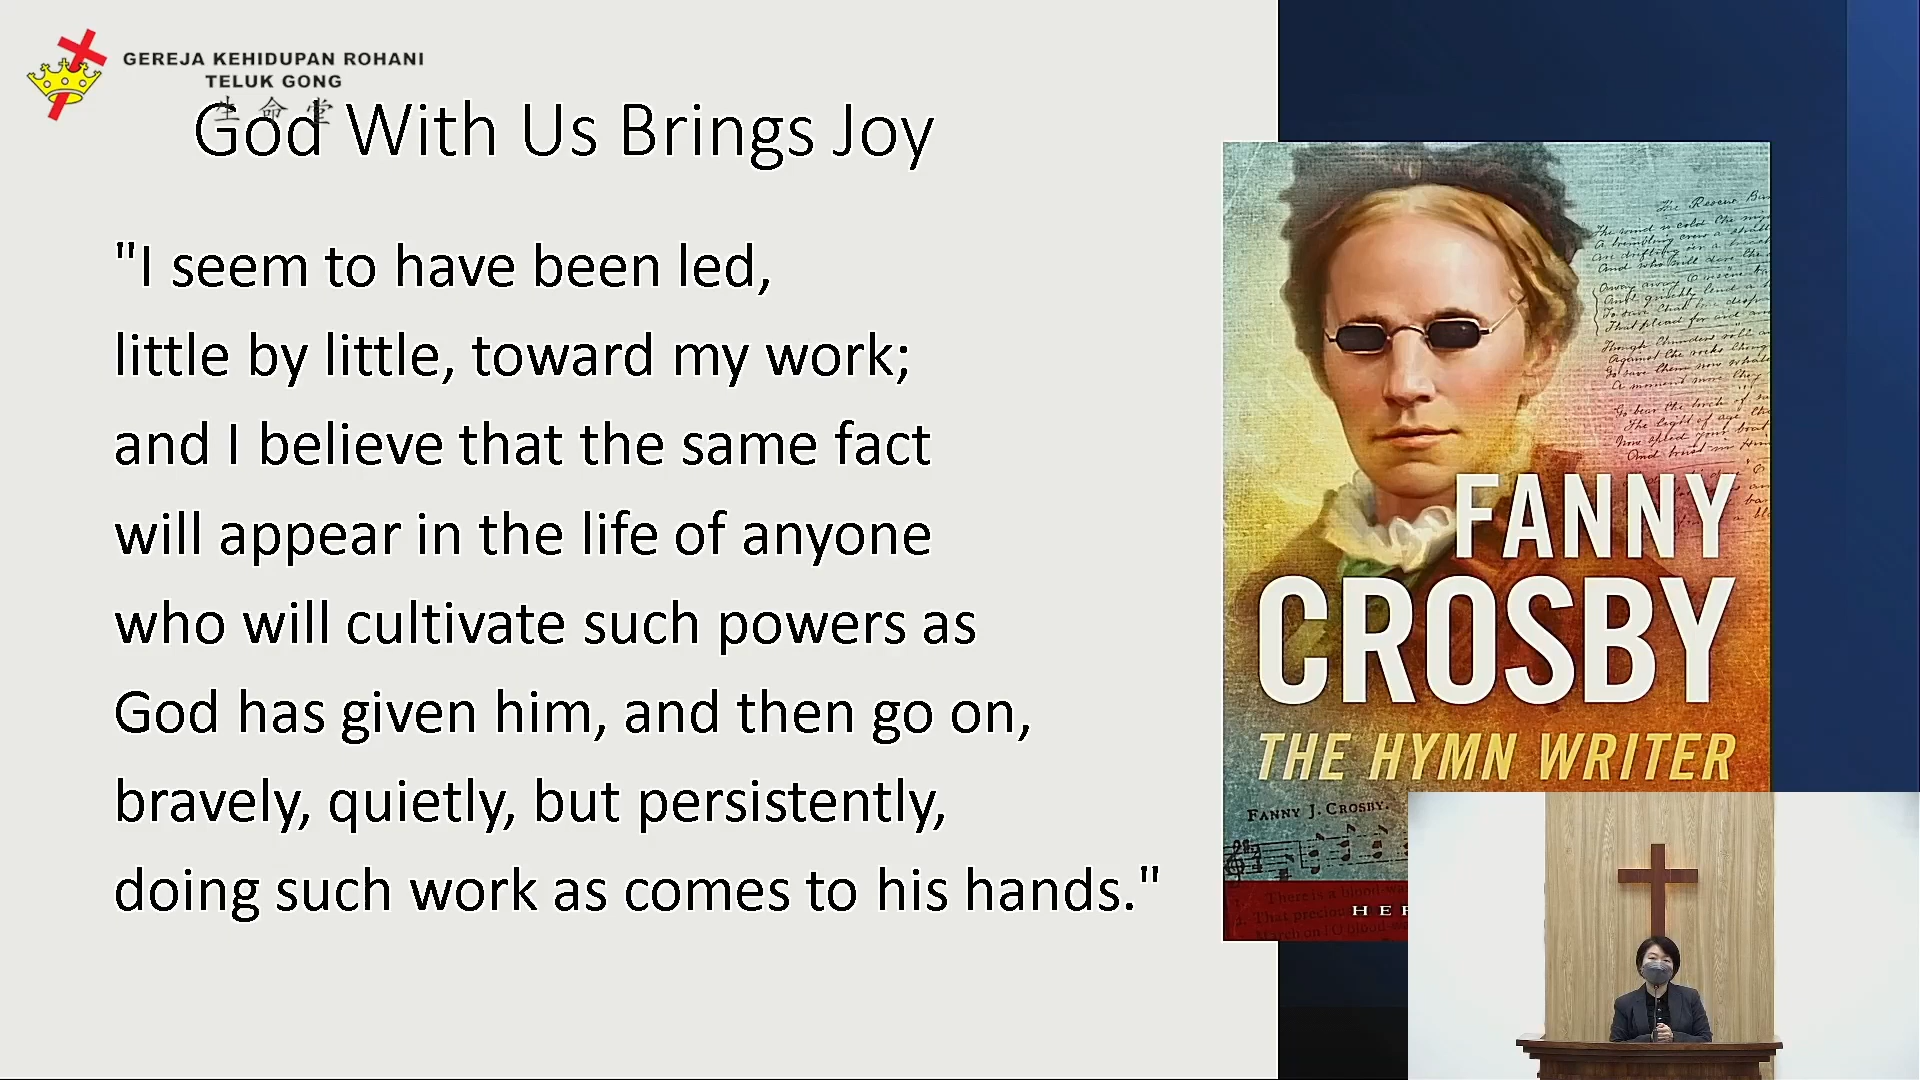 GEREJA KEHIDUPAN ROHANI
TELUK GONG
生命堂
God With Us Brings Joy
"I seem to have been led,
little by little, toward my work;
and I believe that the same fact
will appear in the life of anyone
who will cultivate such powers as
God has given him, and then go on,
bravely, quietly, but persistently,
doing such work as comes to his hands."
FANNY
CROSBY
THE HYMN WRITER
FANNY J. CROSBY.
There is a
That